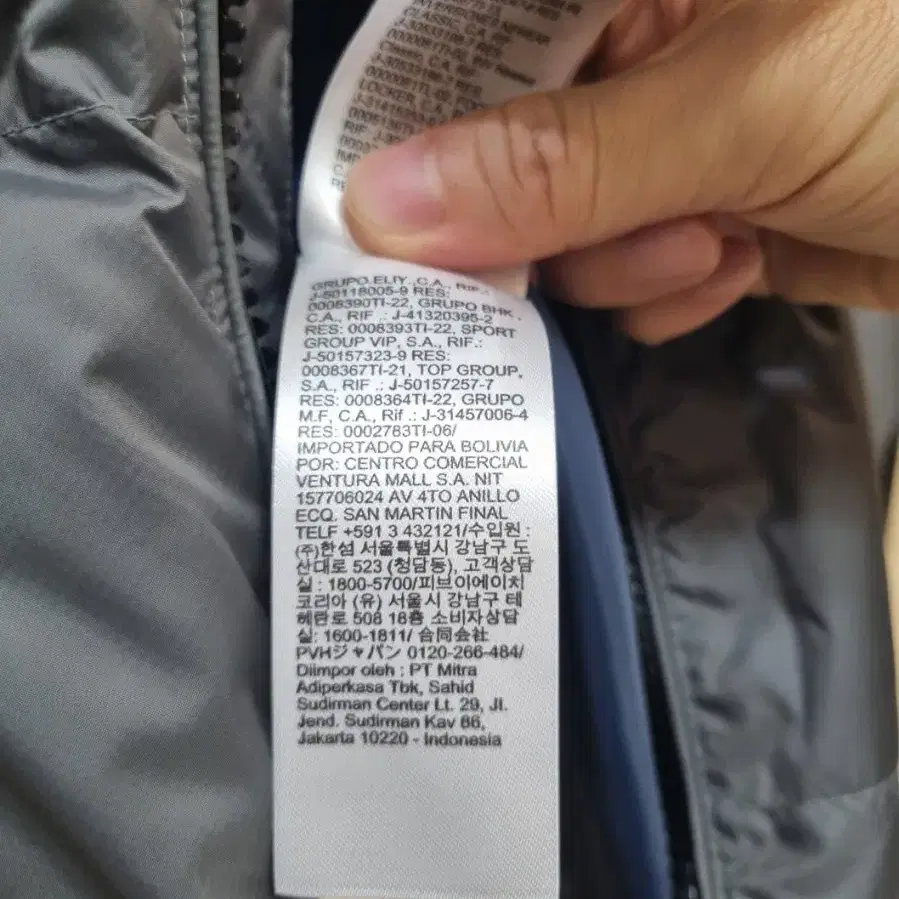 CLASSIC, C.A.
LOCKER, C.A.
GRUPO ELIY, C.A., RIF.:
J-50118005-9 RES:
0008390TI-22, GRUPO BHK,
C.A., RIF .: J-41320395-2
RES: 0008393TI-22, SPORT
GROUP VIP, S.A., RIF.:
J-50157323-9 RES:
0008367TI-21, TOP GROUP,
S.A., RIF .: J-50157257-7
RES: 0008364TI-22, GRUPO
M.F, C.A., Rif .: J-31457006-4
RES: 0002783TI-06/
IMPORTADO PARA BOLIVIA
POR: CENTRO COMERCIAL
VENTURA MALL S.A. NIT
157706024 AV 4TO ANILLO
ECQ. SAN MARTIN FINAL
TELF +591 3 432121/수입원 :
(주)한섬 서울특별시 강남구 도
산대로 523 (청담동), 고객상담
실 : 1800-5700/피브이에이치
코리아 (유) 서울시 강남구 테
헤란로 508 18층 소비자상담
실: 1600-1811/ 合同会社
PVHジャパン 0120-266-484/
Diimpor oleh : PT Mitra
Adiperkasa Tbk, Sahid
Sudirman Center Lt. 29, Jl.
Jend. Sudirman Kav 86,
Jakarta 10220 - Indonesia